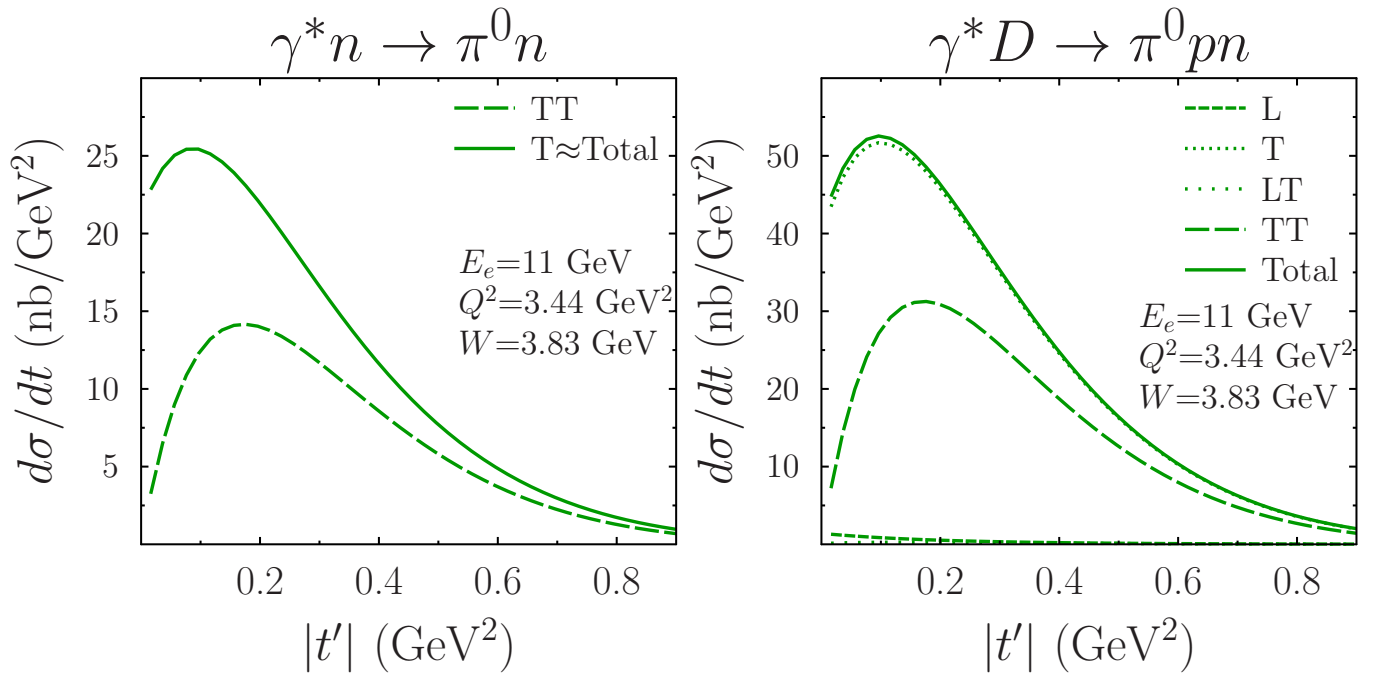 γ*n → π⁰n
TT
T≈Total
E_e=11 GeV
Q²=3.44 GeV²
W=3.83 GeV
25
20
15
10
5
dσ/dt (nb/GeV²)
0.2 0.4 0.6 0.8
|t′| (GeV²)
γ*D → π⁰pn
L
T
LT
TT
Total
E_e=11 GeV
Q²=3.44 GeV²
W=3.83 GeV
50
40
30
20
10
dσ/dt (nb/GeV²)
0.2 0.4 0.6 0.8
|t′| (GeV²)